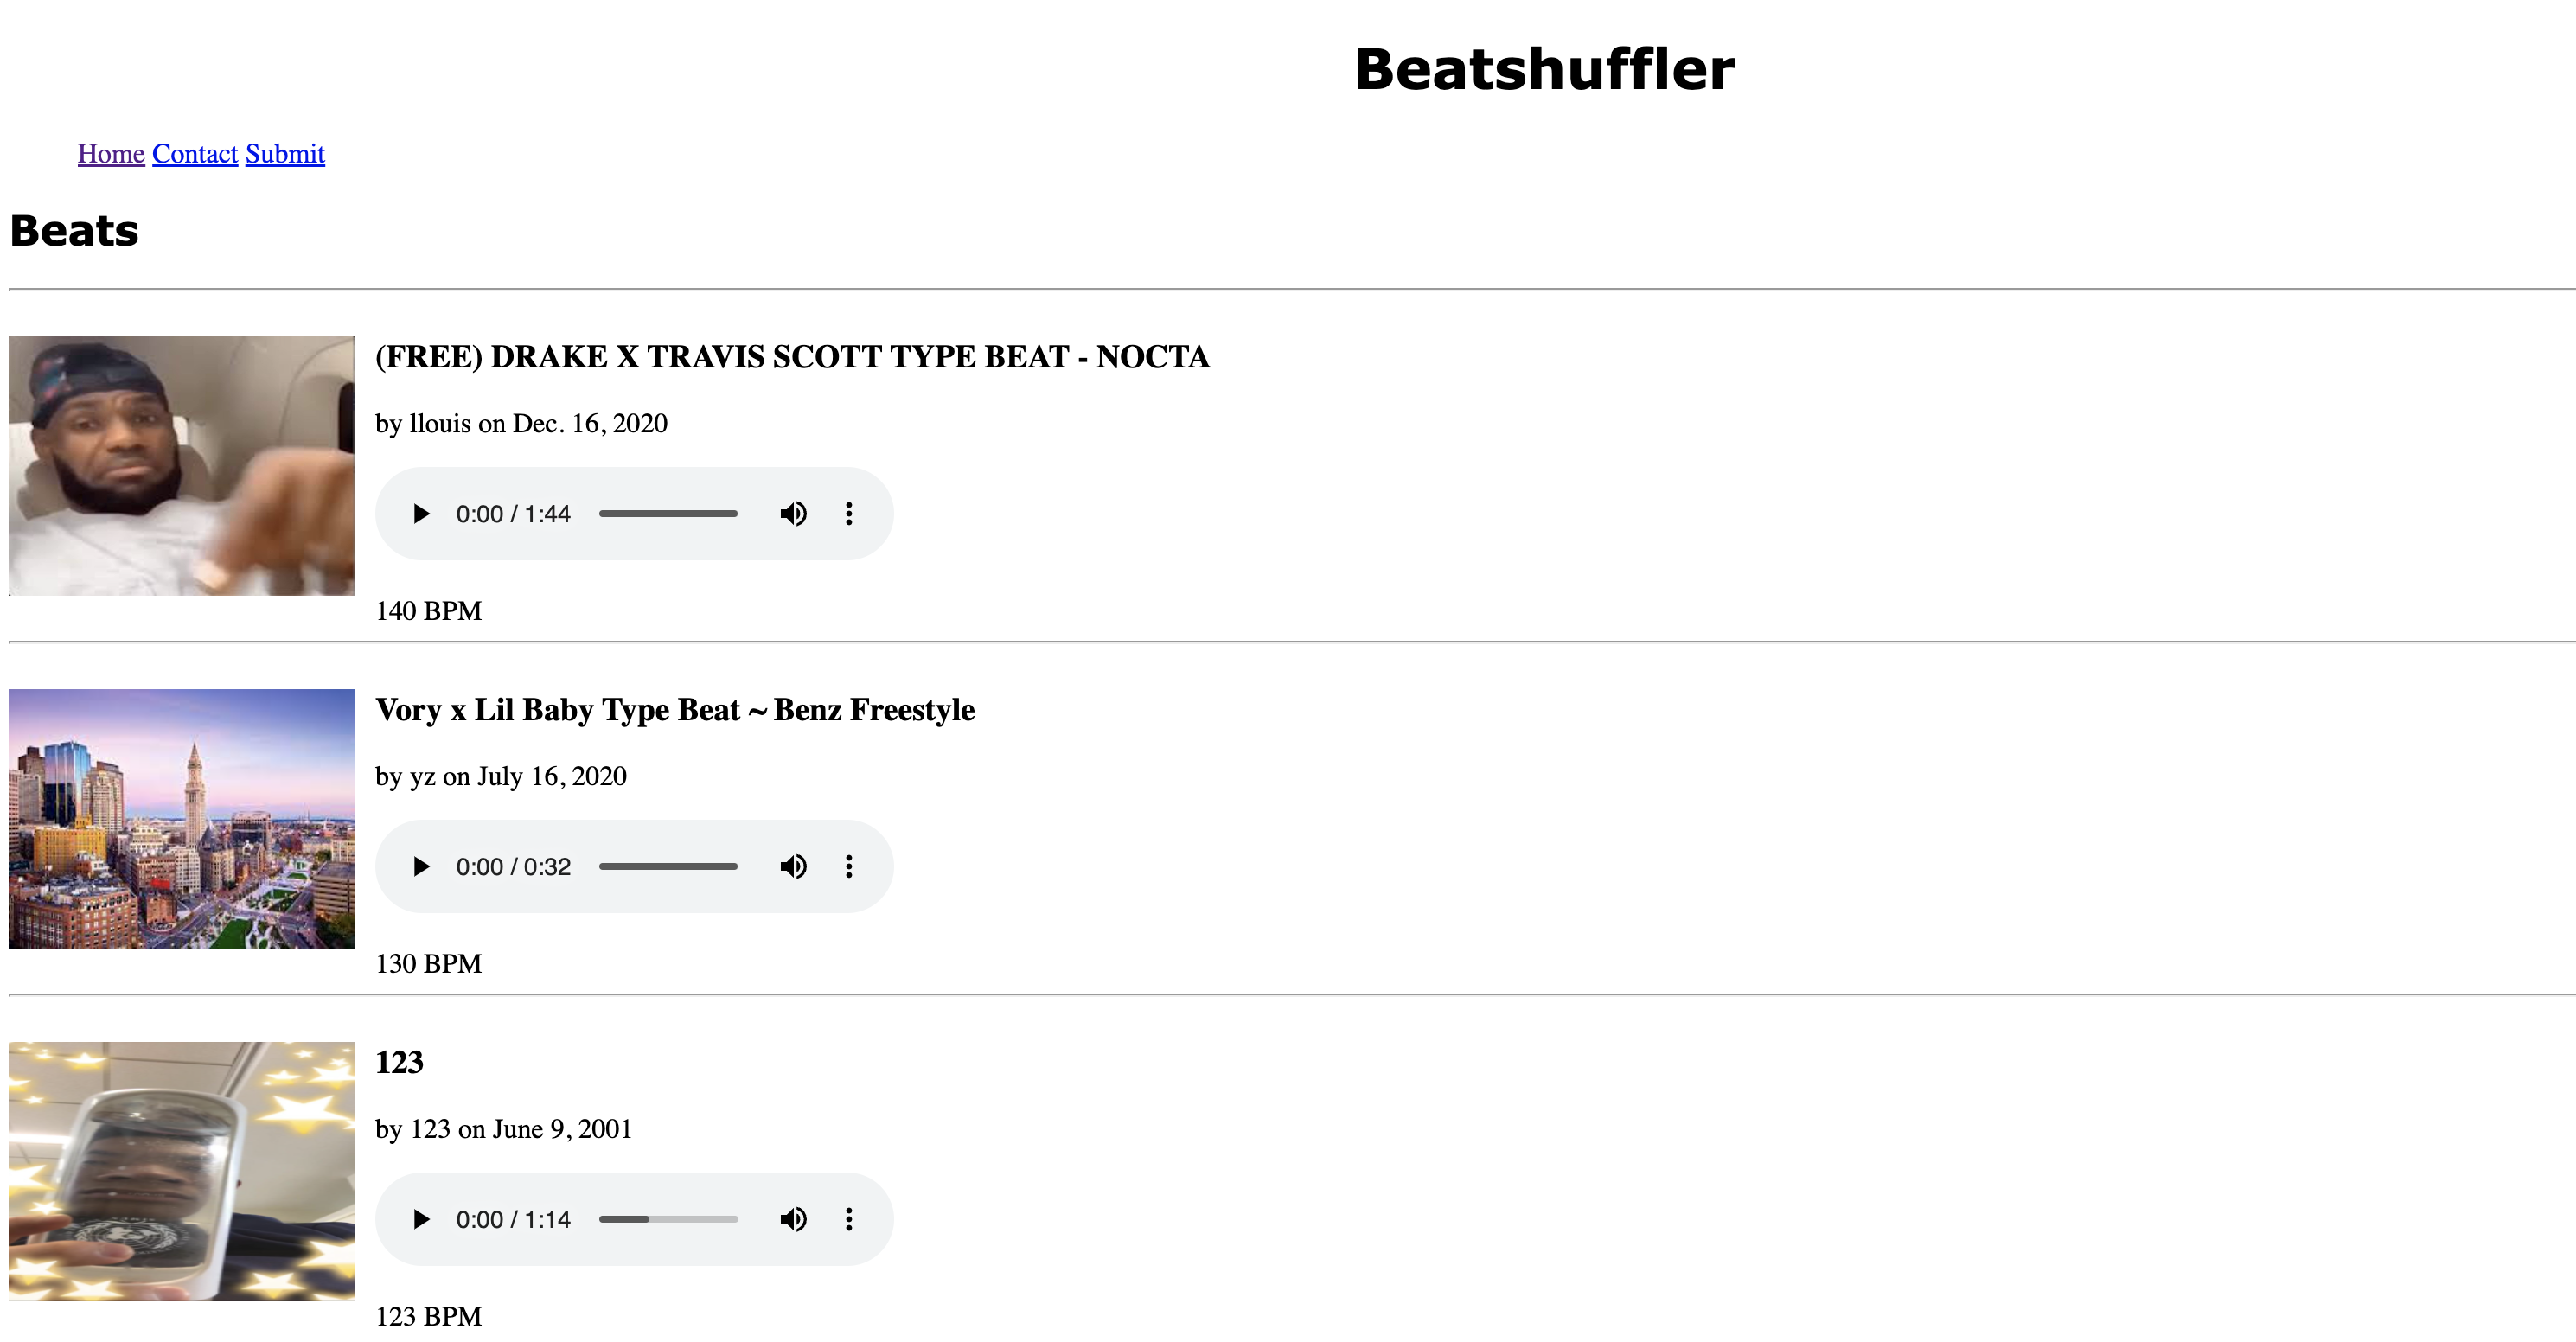 Beatshuffler
Home Contact Submit
Beats
(FREE) DRAKE X TRAVIS SCOTT TYPE BEAT - NOCTA
by llouis on Dec. 16, 2020
0:00 / 1:44
140 BPM
Vory x Lil Baby Type Beat ~ Benz Freestyle
by yz on July 16, 2020
0:00 / 0:32
130 BPM
123
by 123 on June 9, 2001
0:00 / 1:14
123 BPM